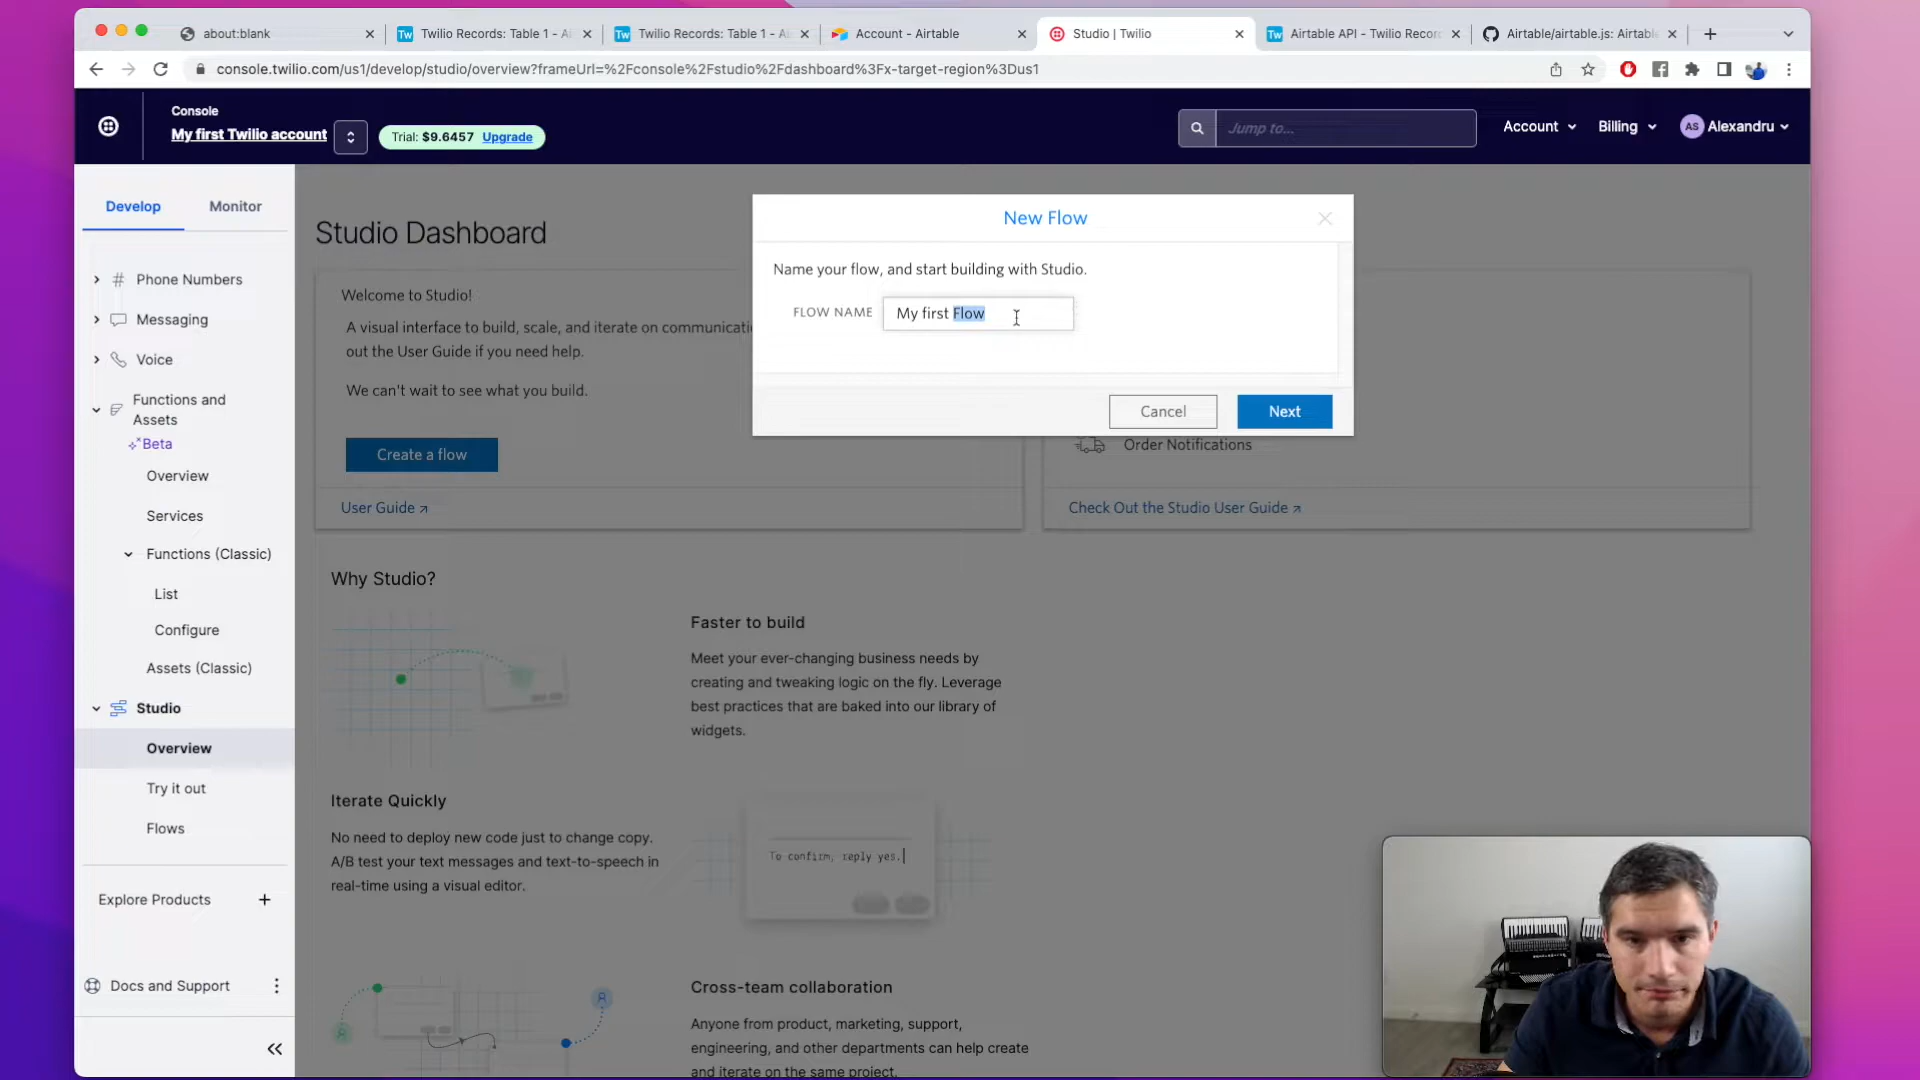 about:blank
Twilio Records: Table 1 - Ai
Twilio Records: Table 1 - Ai
Account - Airtable
Studio | Twilio
Airtable API - Twilio Recor
Airtable/airtable.js: Airtable
console.twilio.com/us1/develop/studio/overview?frameUrl=%2Fconsole%2Fstudio%2Fdashboard%3Fx-target-region%3Dus1
Console
My first Twilio account
Trial: $9.6457 Upgrade
Jump to...
Account
Billing
AS Alexandru
Develop
Monitor
# Phone Numbers
Messaging
Voice
Functions and
Assets
Beta
Overview
Services
Functions (Classic)
List
Configure
Assets (Classic)
Studio
Overview
Try it out
Flows
Explore Products +
Docs and Support
Studio Dashboard
Welcome to Studio!
A visual interface to build, scale, and iterate on communicati
out the User Guide if you need help.
We can't wait to see what you build.
Create a flow
User Guide
New Flow
Name your flow, and start building with Studio.
FLOW NAME My first Flow
Cancel
Next
Order Notifications
Check Out the Studio User Guide
Why Studio?
Faster to build
Meet your ever-changing business needs by
creating and tweaking logic on the fly. Leverage
best practices that are baked into our library of
widgets.
Iterate Quickly
No need to deploy new code just to change copy.
A/B test your text messages and text-to-speech in
real-time using a visual editor.
To confirm, reply yes.
Cross-team collaboration
Anyone from product, marketing, support,
engineering, and other departments can help create
and iterate on the same project.